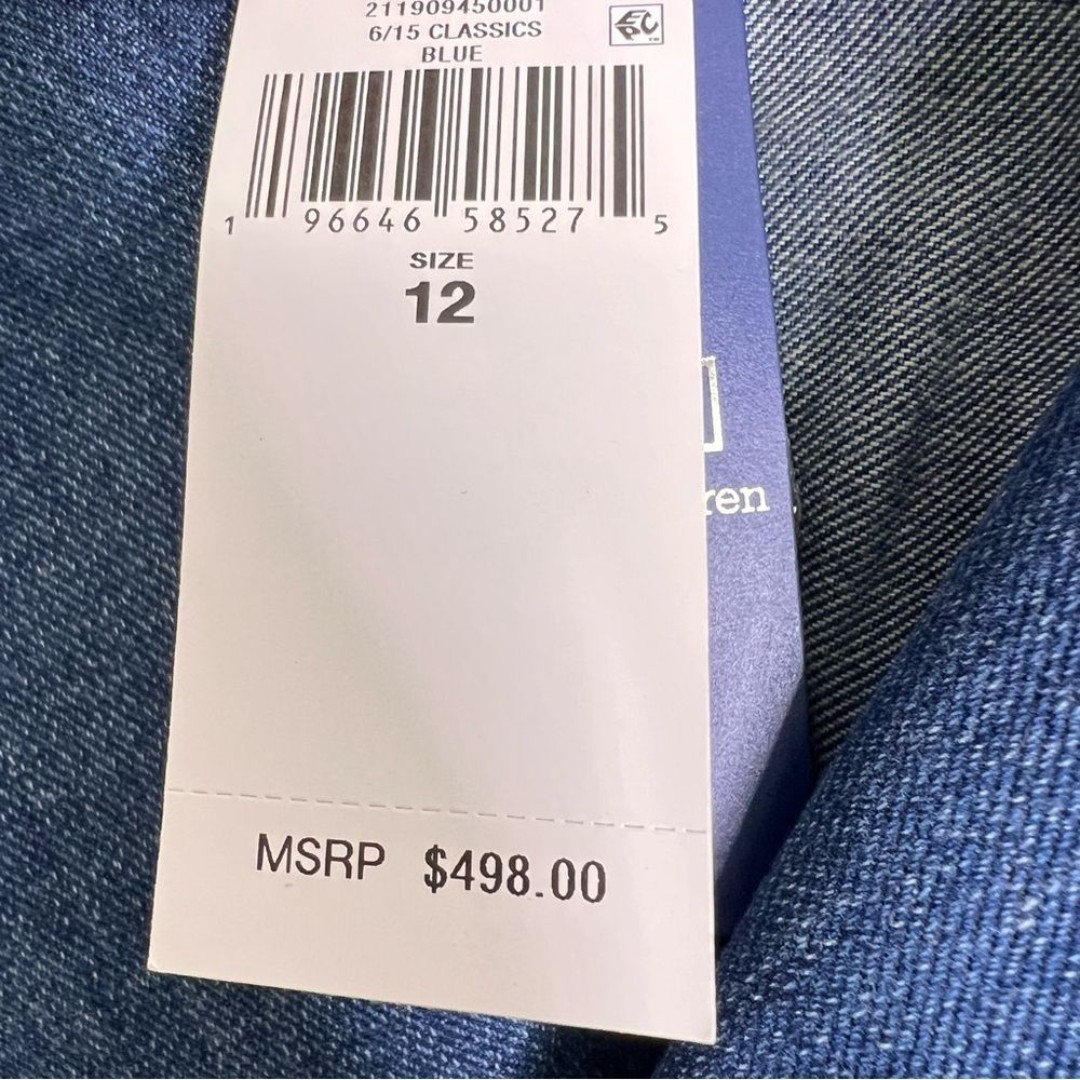 211909450001
6/15 CLASSICS
BLUE
1 96646 58527 5
SIZE
12
ren
MSRP $498.00